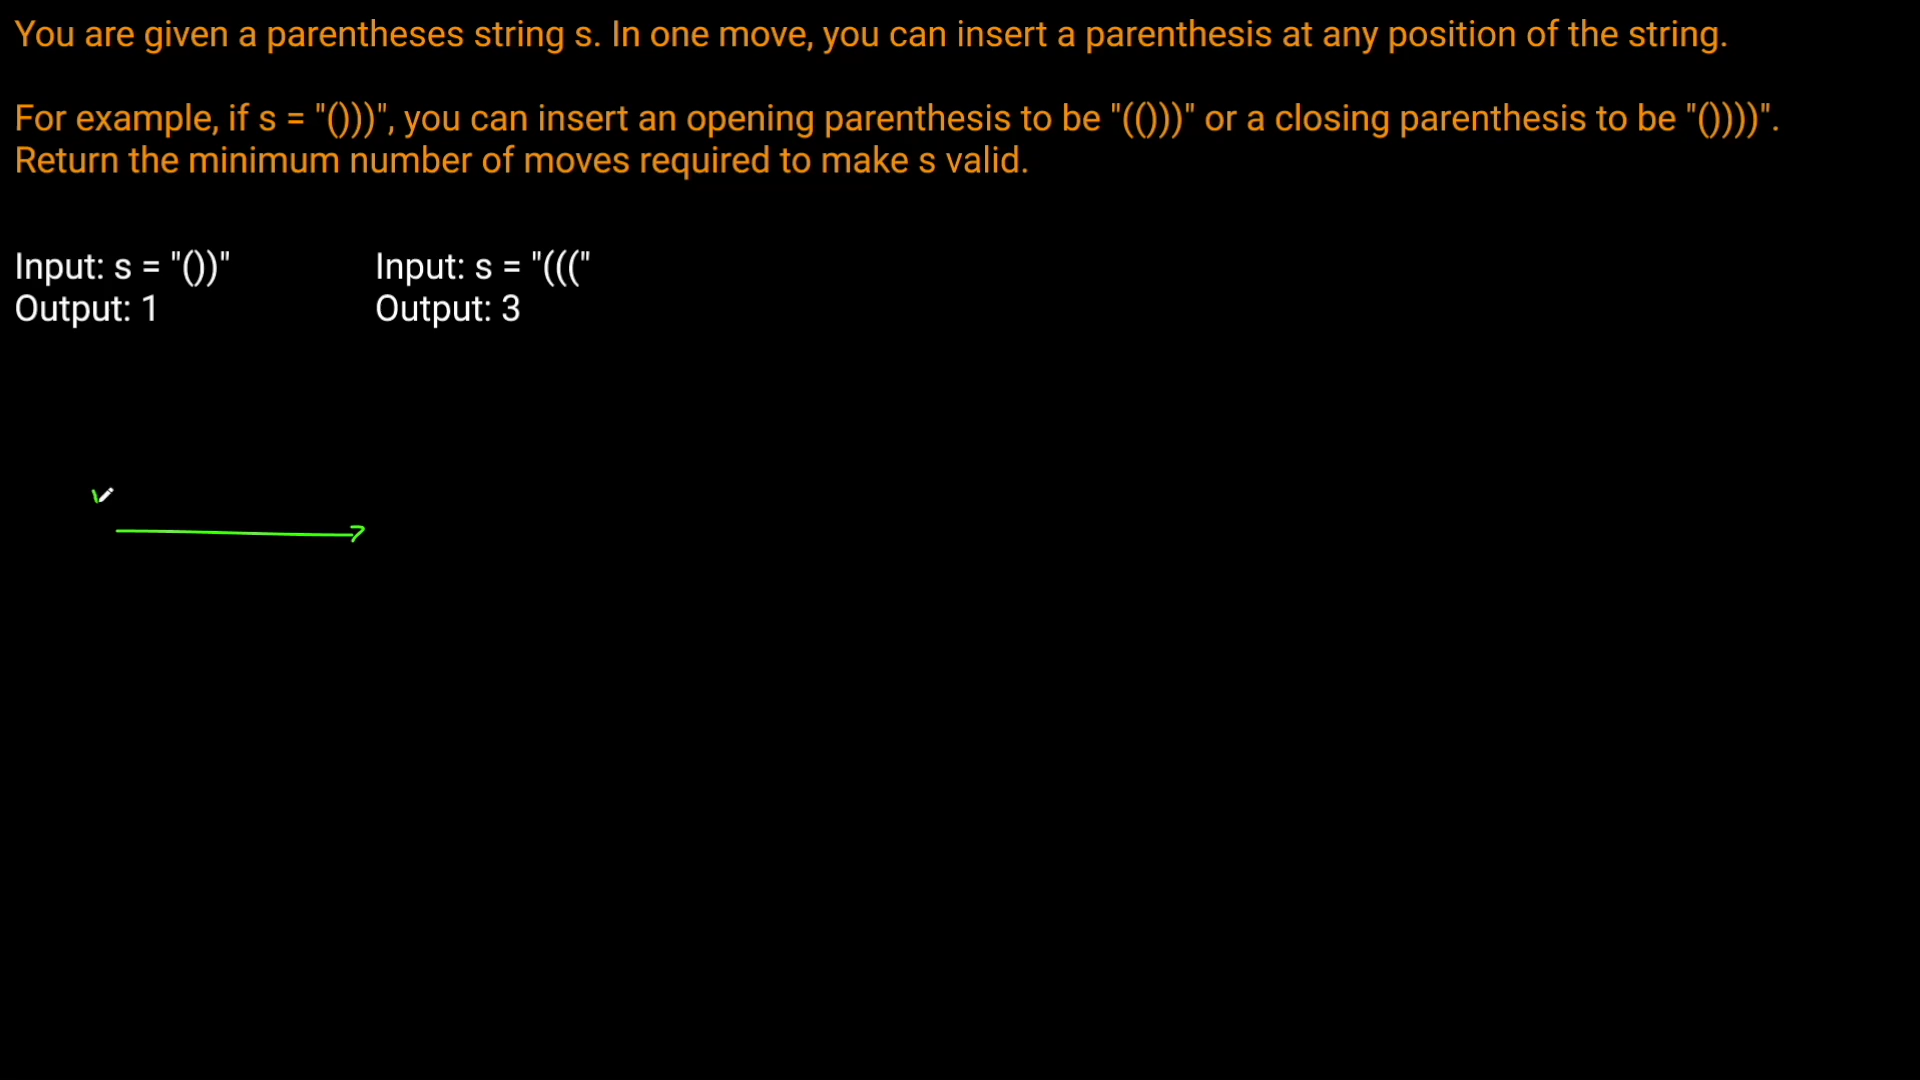 You are given a parentheses string s. In one move, you can insert a parenthesis at any position of the string.
For example, if s = "()))", you can insert an opening parenthesis to be "(()))" or a closing parenthesis to be "())))".
Return the minimum number of moves required to make s valid.
Input: s = "())"
Output: 1
Input: s = "((("
Output: 3